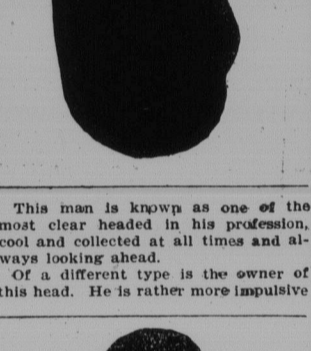 This man is known as one of the
most clear headed in his profession,
cool and collected at all times and al-
ways looking ahead.
Of a different type is the owner of
this head. He is rather more impulsive